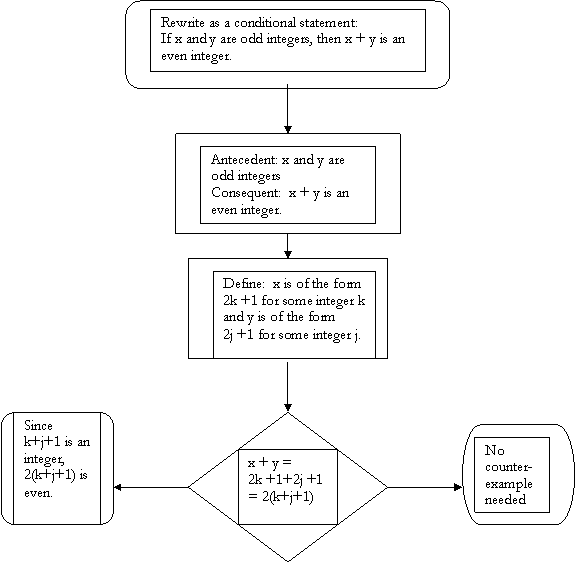 Rewrite as a conditional statement:
If x and y are odd integers, then x + y is an
even integer.
Antecedent: x and y are
odd integers
Consequent: x + y is an
even integer.
Define: x is of the form
2k +1 for some integer k
and y is of the form
2j +1 for some integer j.
Since
k+j+1 is an
integer,
2(k+j+1) is
even.
x + y =
2k +1+2j +1
= 2(k+j+1)
No
counter-
example
needed